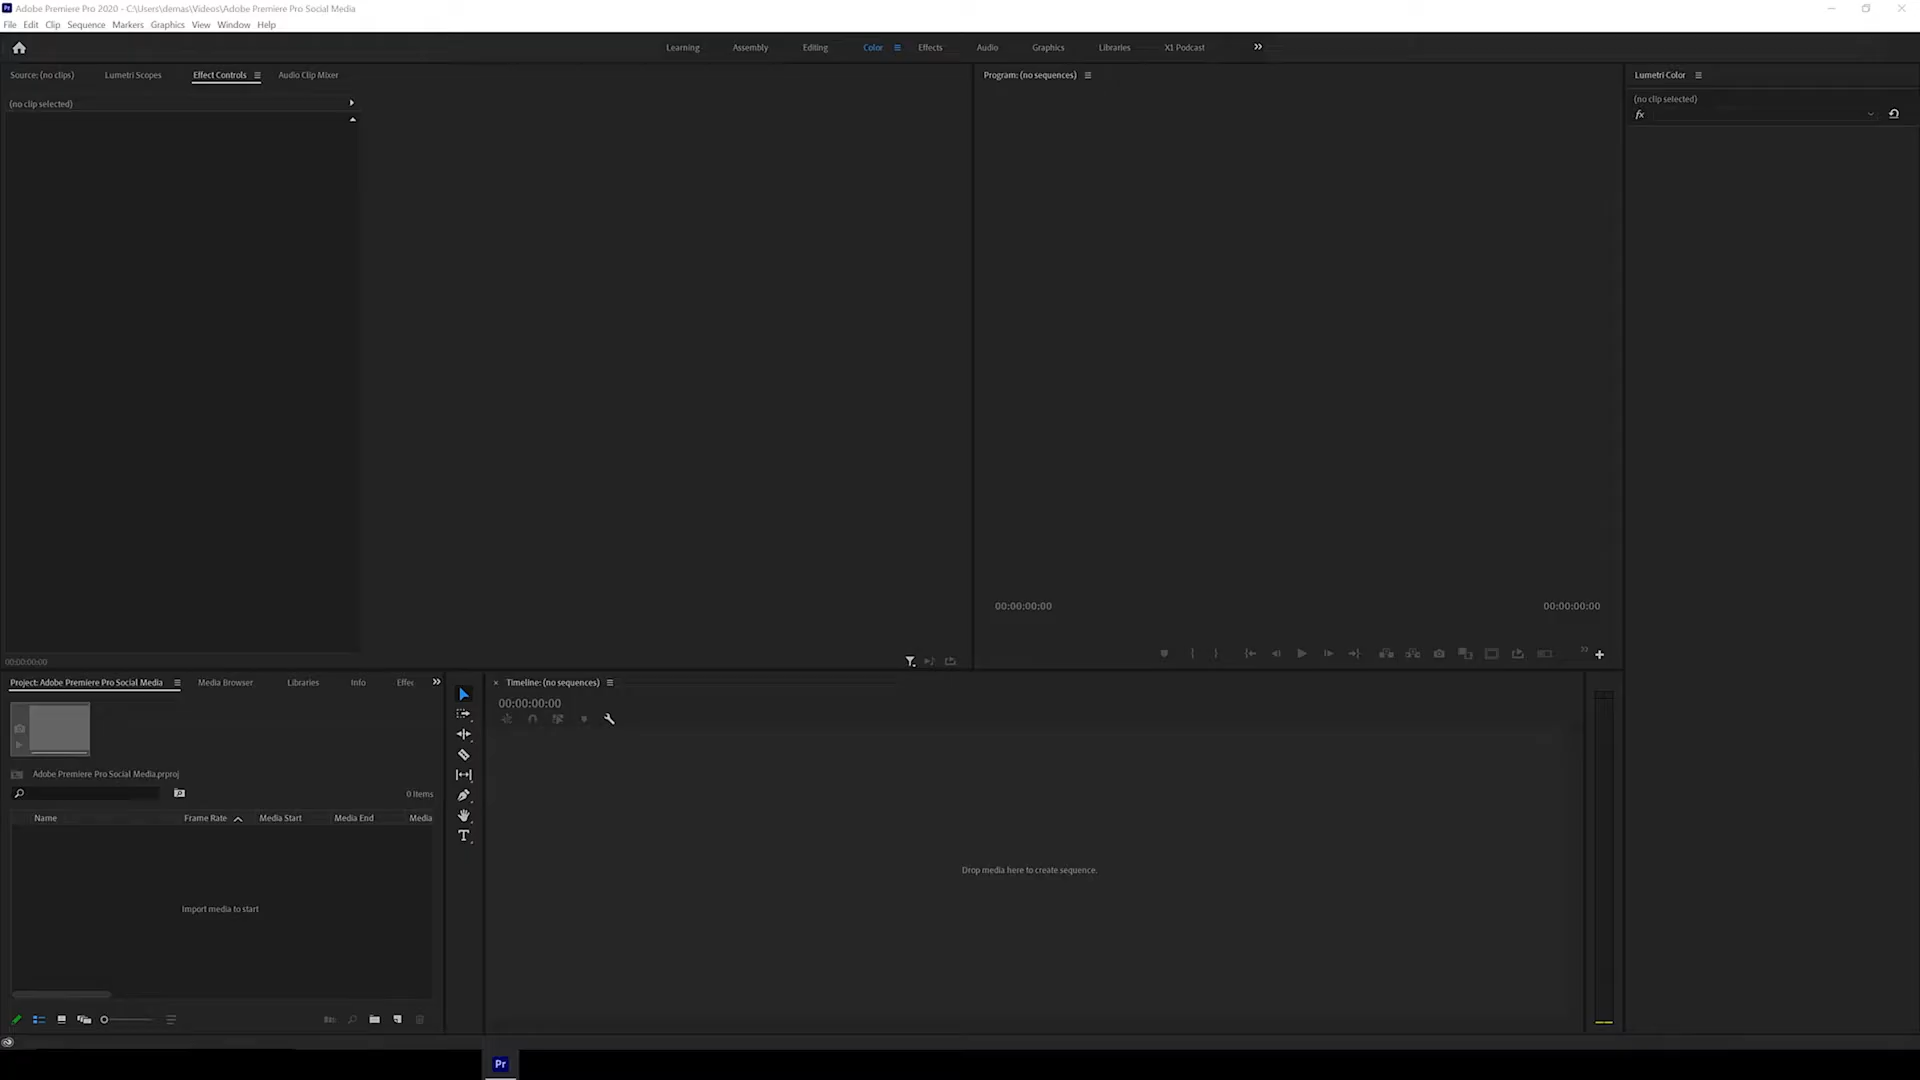 Adobe Premiere Pro 2020 - C:\Users\demas\Videos\Adobe Premiere Pro Social Media
File Edit Clip Sequence Markers Graphics View Window Help
Learning Assembly Editing Color Effects Audio Graphics Libraries X1 Podcast
Source: (no clips) Lumetri Scopes Effect Controls Audio Clip Mixer
Program: (no sequences)
Lumetri Color
(no clip selected)
(no clip selected)
fx
00:00:00:00 00:00:00:00
00:00:00:00
Project: Adobe Premiere Pro Social Media Media Browser Libraries Info Effec
Timeline: (no sequences)
00:00:00:00
Adobe Premiere Pro Social Media.prproj
0 Items
Name Frame Rate Media Start Media End Media
T
Drop media here to create sequence.
Import media to start
Pr